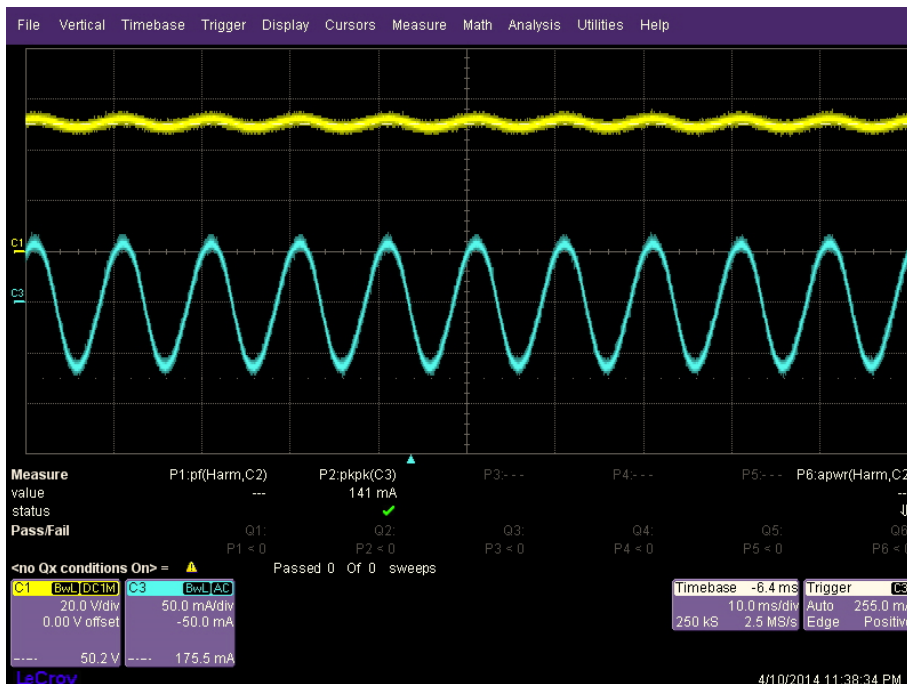 File Vertical Timebase Trigger Display Cursors Measure Math Analysis Utilities Help
C1
C3
Measure P1:pf(Harm,C2) P2:pkpk(C3) P3:- - - P4:- - - P5:- - - P6:apwr(Harm,C2
value --- 141 mA --
status
Pass/Fail Q1: Q2: Q3: Q4: Q5: Q6
P1 < 0 P2 < 0 P3 < 0 P4 < 0 P5 < 0 P6 <
<no Qx conditions On> = Passed 0 Of 0 sweeps
C1 BwL DC1M C3 BwL AC Timebase -6.4 ms Trigger C3
20.0 V/div 50.0 mA/div 10.0 ms/div Auto 255.0 m
0.00 V offset -50.0 mA 250 kS 2.5 MS/s Edge Positiv
--.-- 50.2 V --.-- 175.5 mA
LeCroy 4/10/2014 11:38:34 PM